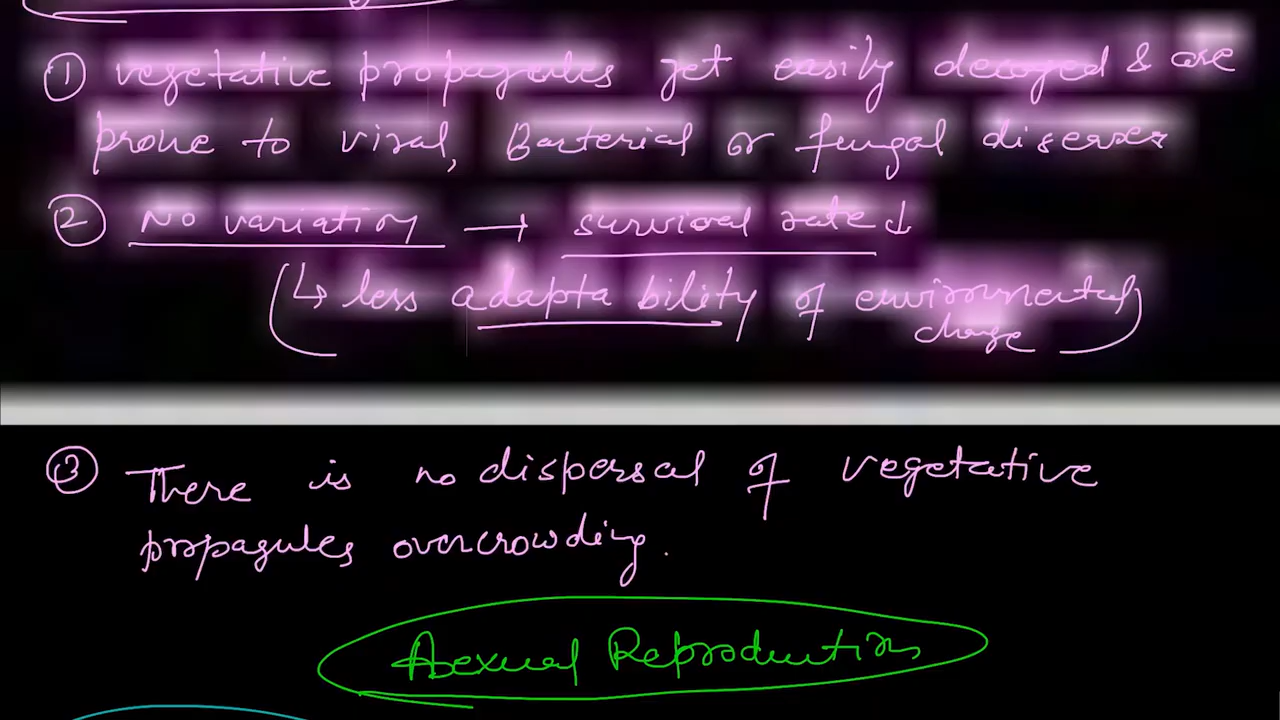 ① vegetative propagules get easily decayed & are
prone to viral, Bacterial or fungal diseases
② No variation → survival rate ↓
(↳ less adaptability of environmental
change)
③ There is no dispersal of vegetative
propagules overcrowding.
Asexual Reproduction